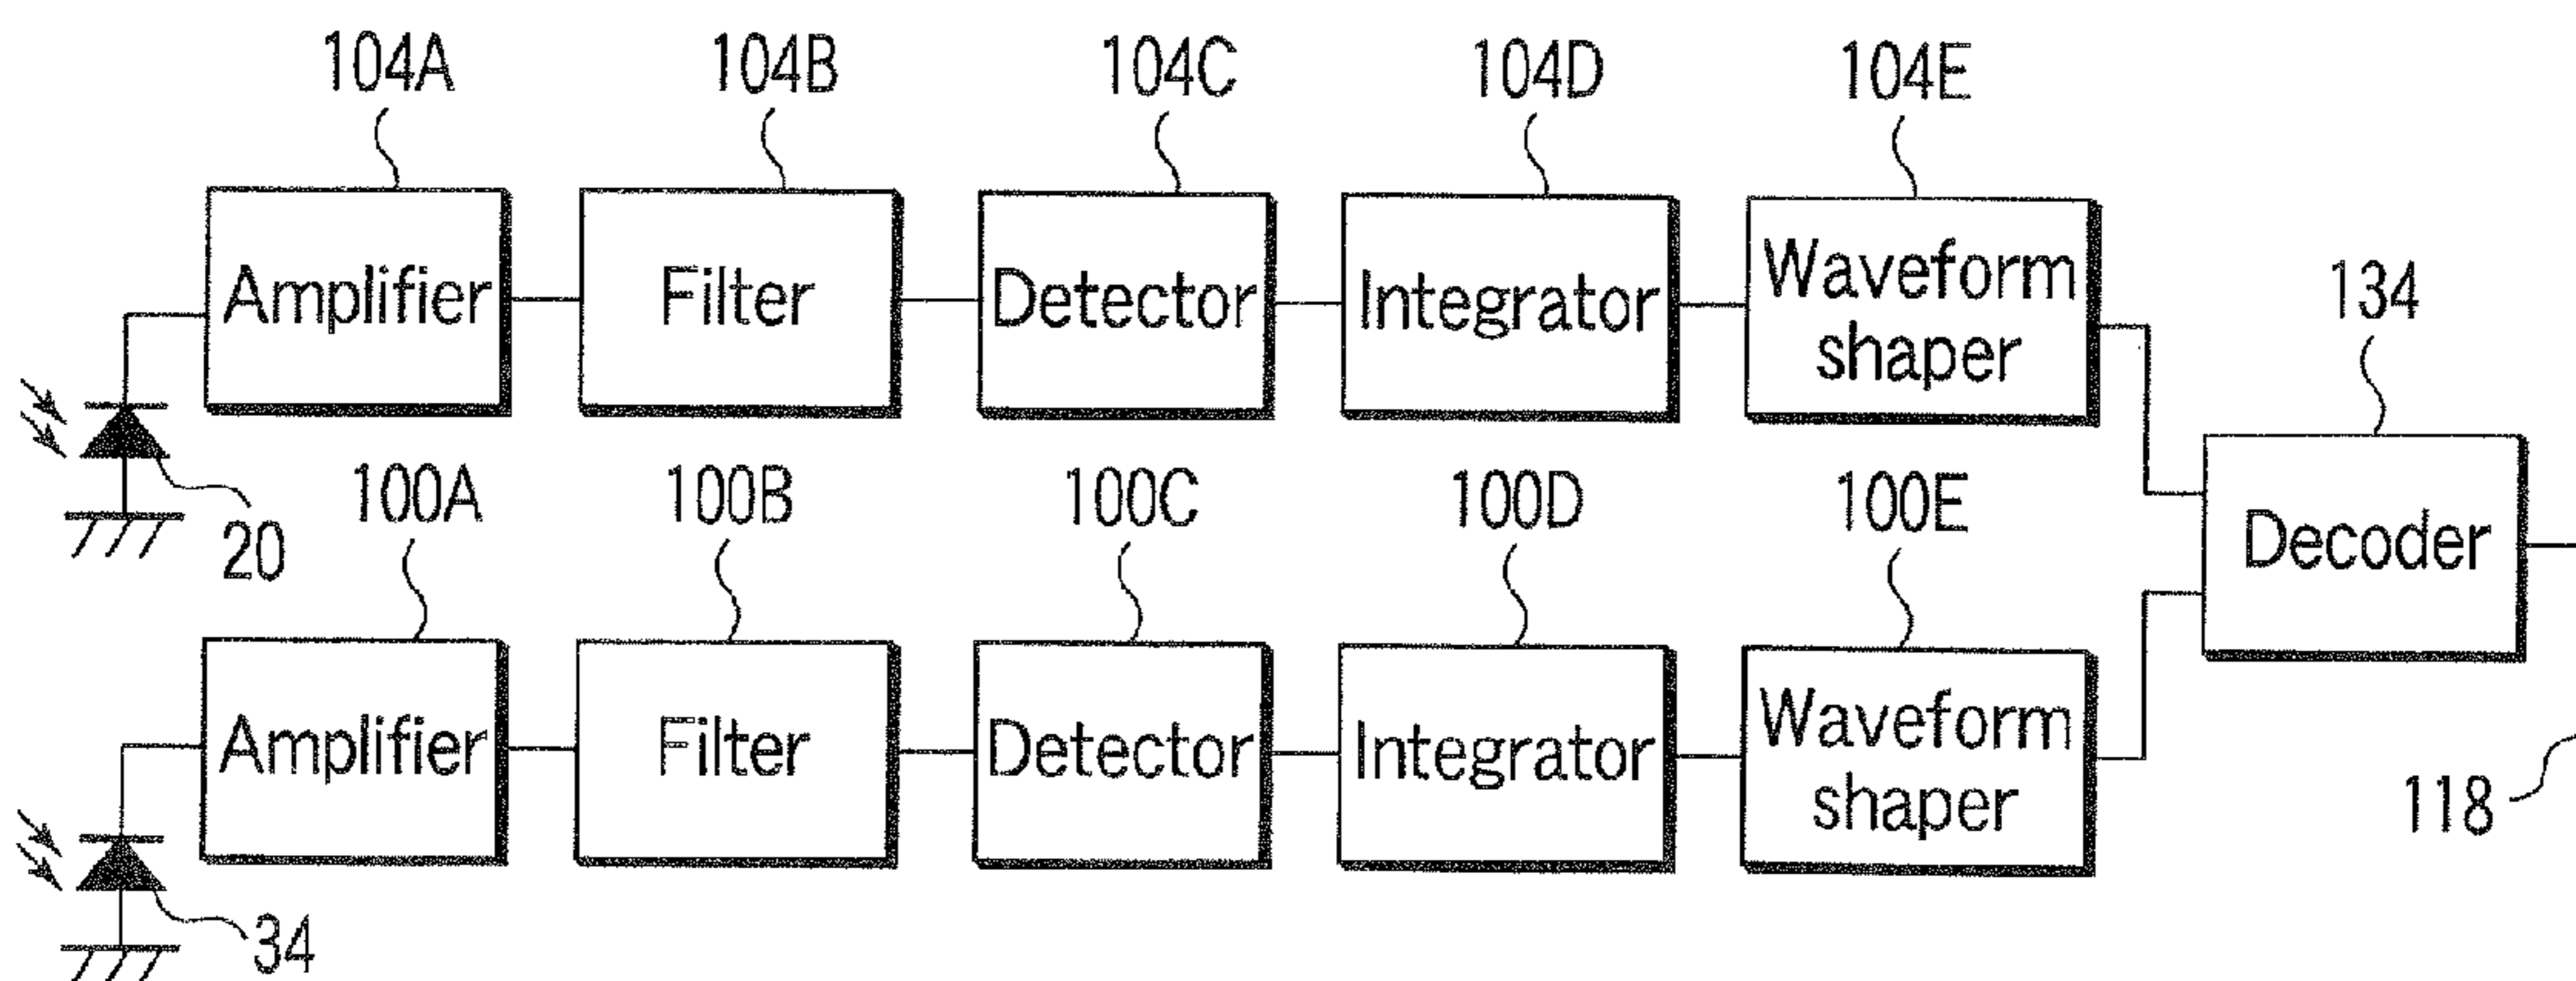 104A
104B
104C
104D
104E
Amplifier
Filter
Detector
Integrator
Waveform
shaper
134
Decoder
20
100A
100B
100C
100D
100E
Amplifier
Filter
Detector
Integrator
Waveform
shaper
118
34